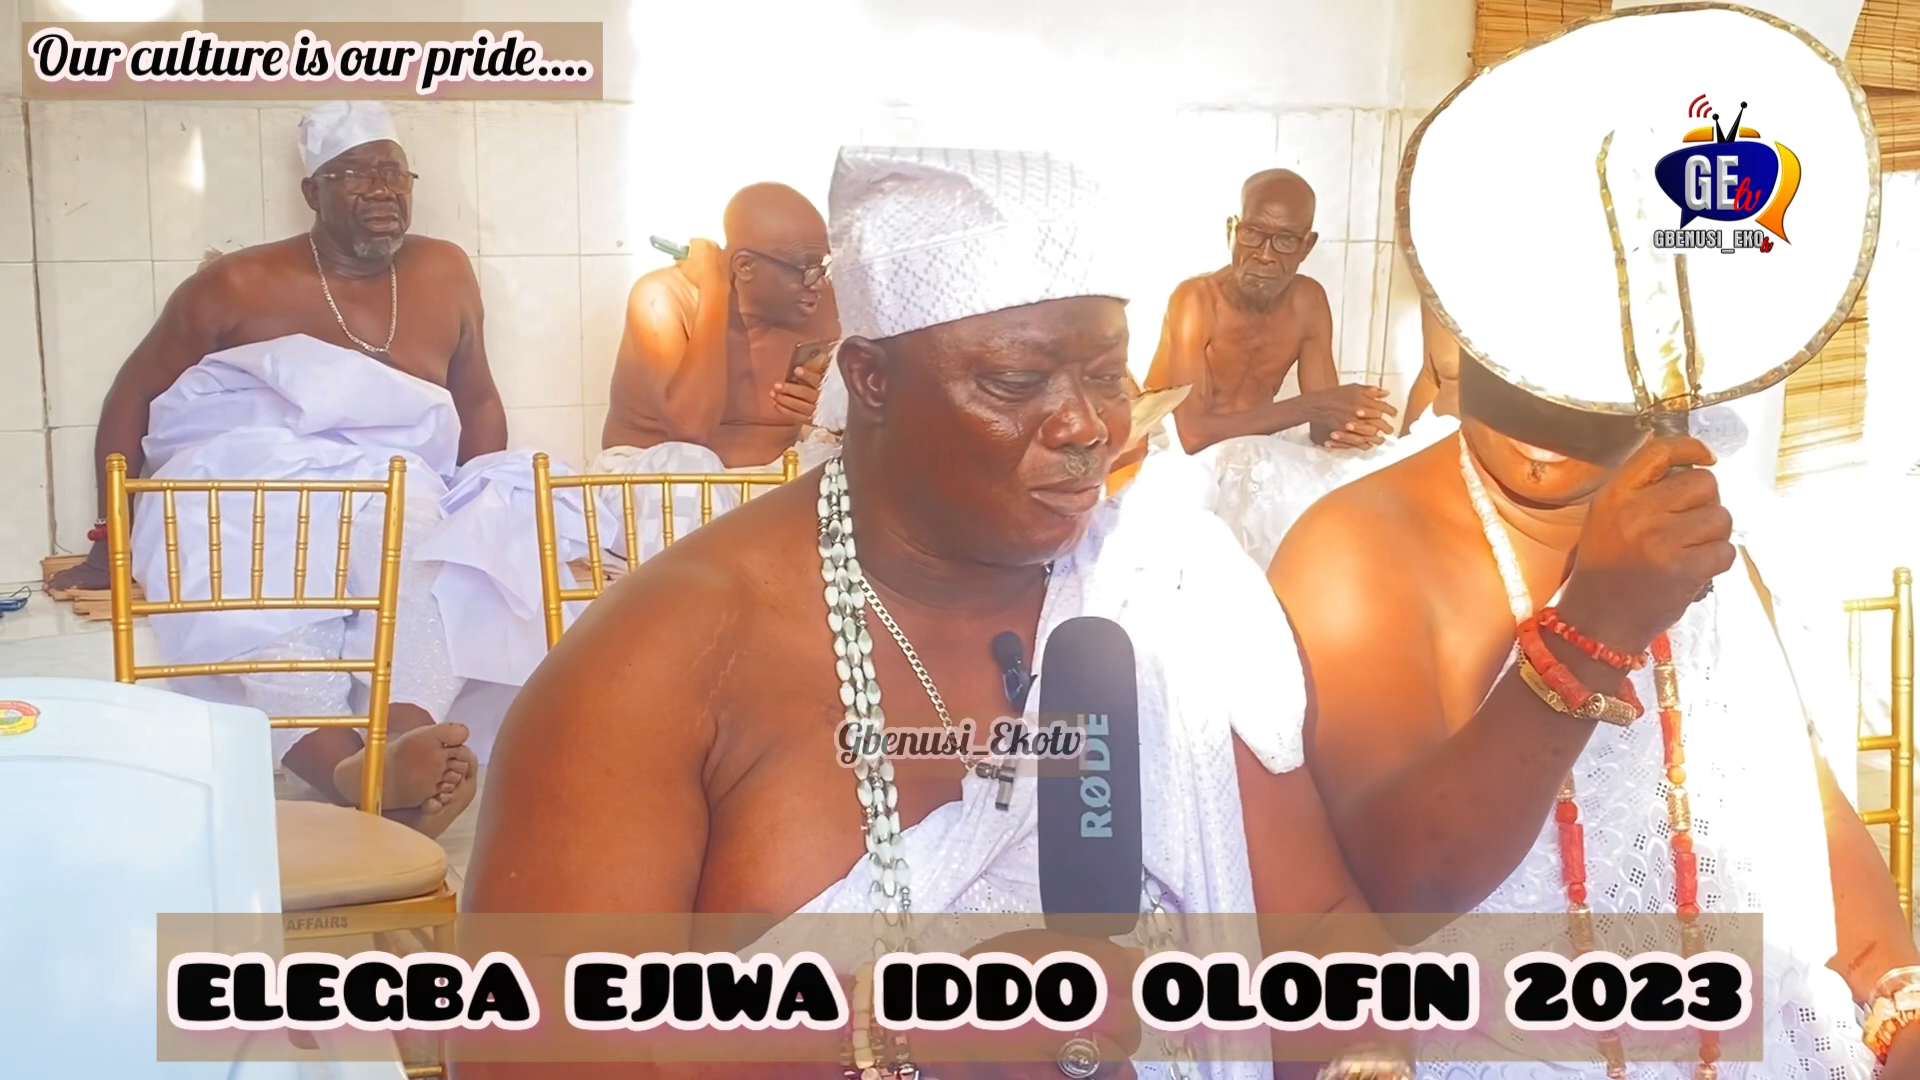 Our culture is our pride....
GE tv
GBENUSI_EKO tv
Gbenusi_Ekotv
RØDE
AFFAIRS
ELEGBA EJIWA IDDO OLOFIN 2023